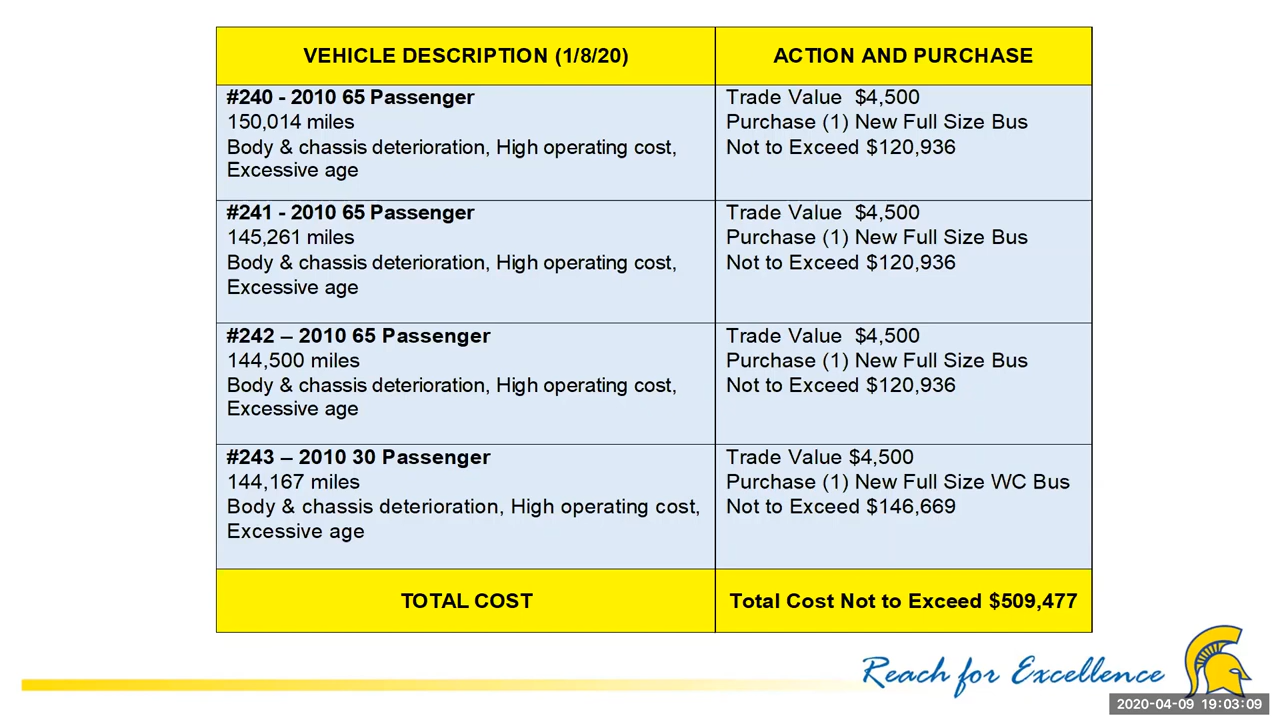 VEHICLE DESCRIPTION (1/8/20)
ACTION AND PURCHASE
#240 - 2010 65 Passenger
150,014 miles
Body & chassis deterioration, High operating cost,
Excessive age
Trade Value  $4,500
Purchase (1) New Full Size Bus
Not to Exceed $120,936
#241 - 2010 65 Passenger
145,261 miles
Body & chassis deterioration, High operating cost,
Excessive age
Trade Value  $4,500
Purchase (1) New Full Size Bus
Not to Exceed $120,936
#242 – 2010 65 Passenger
144,500 miles
Body & chassis deterioration, High operating cost,
Excessive age
Trade Value  $4,500
Purchase (1) New Full Size Bus
Not to Exceed $120,936
#243 – 2010 30 Passenger
144,167 miles
Body & chassis deterioration, High operating cost,
Excessive age
Trade Value $4,500
Purchase (1) New Full Size WC Bus
Not to Exceed $146,669
TOTAL COST
Total Cost Not to Exceed $509,477
Reach for Excellence
2020-04-09 19:03:09